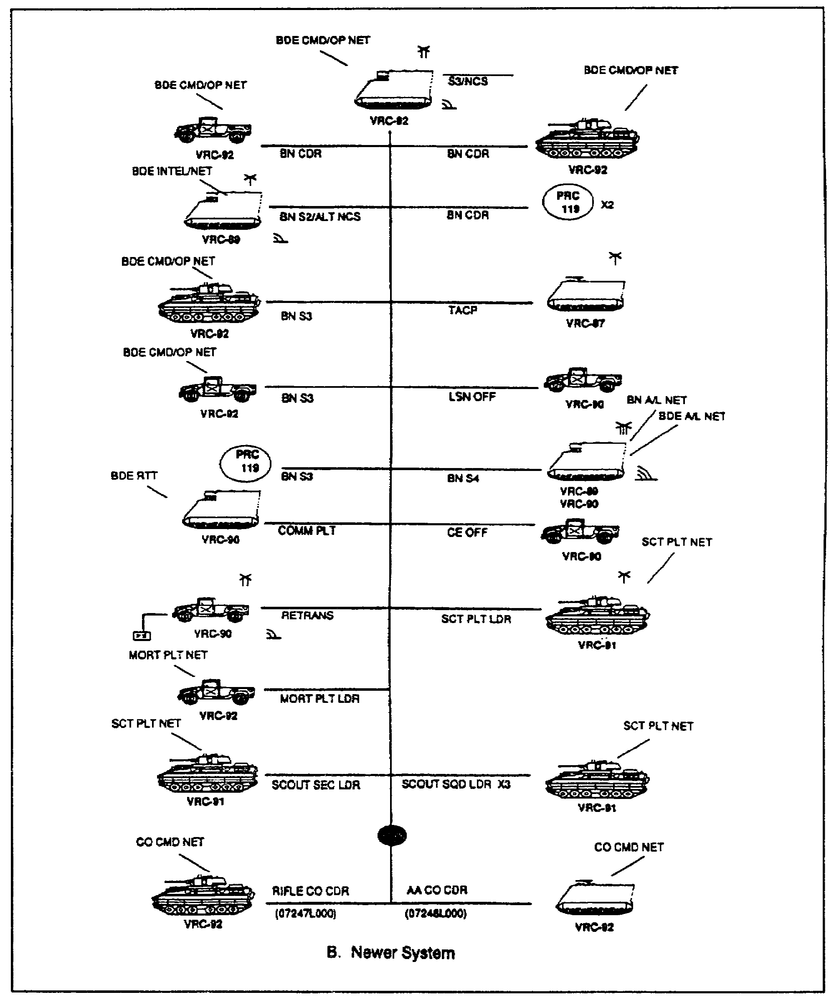 BDE CMD/OP NET
S3/NCS
BDE CMD/OP NET
BDE CMD/OP NET
VRC-92
VRC-92
BN CDR
BN CDR
VRC-92
BDE INTEL/NET
PRC
119
X2
BN S2/ALT NCS
BN CDR
VRC-89
BDE CMD/OP NET
BN S3
TACP
VRC-92
VRC-87
BDE CMD/OP NET
BN S3
LSN OFF
VRC-92
VRC-90
BN A/L NET
BDE A/L NET
PRC
119
BDE RTT
BN S3
BN S4
VRC-89
VRC-90
COMM PLT
CE OFF
VRC-90
VRC-90
SCT PLT NET
RETRANS
SCT PLT LDR
VRC-90
VRC-91
MORT PLT NET
MORT PLT LDR
VRC-92
SCT PLT NET
SCT PLT NET
SCOUT SEC LDR
SCOUT SQD LDR X3
VRC-91
VRC-91
CO CMD NET
CO CMD NET
RIFLE CO CDR
AA CO CDR
(07247L000)
(07248L000)
VRC-92
VRC-92
B. Newer System